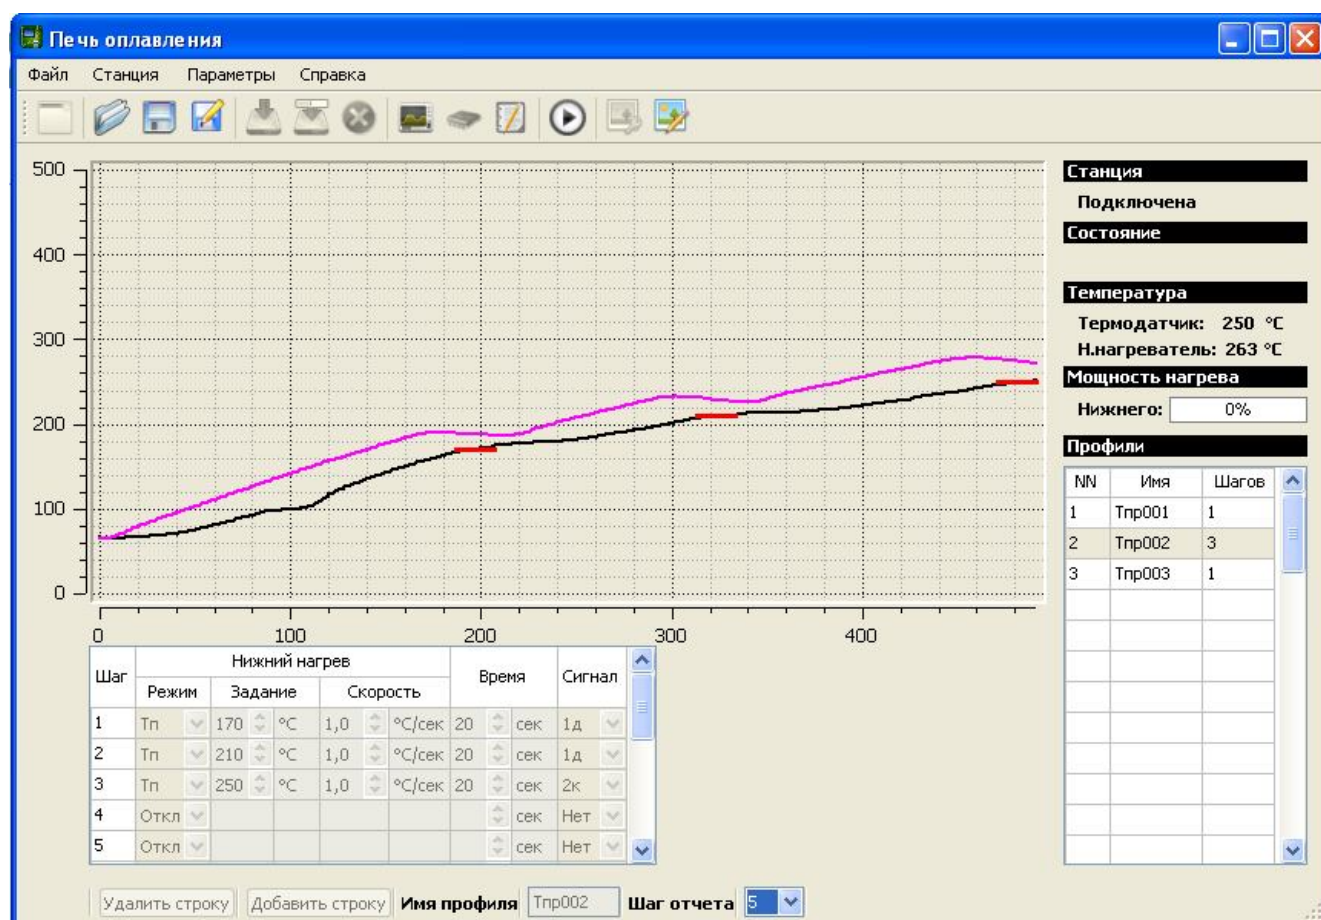 Печь оплавления
Файл Станция Параметры Справка
500
400
300
200
100
0
0 100 200 300 400
Станция
Подключена
Состояние
Температура
Термодатчик: 250 °C
Н.нагреватель: 263 °C
Мощность нагрева
Нижнего: 0%
Профили
NN Имя Шагов
1 Тпр001 1
2 Тпр002 3
3 Тпр003 1
Шаг Нижний нагрев Время Сигнал
Режим Задание Скорость
1 Тп 170 °C 1,0 °C/сек 20 сек 1д
2 Тп 210 °C 1,0 °C/сек 20 сек 1д
3 Тп 250 °C 1,0 °C/сек 20 сек 2к
4 Откл сек Нет
5 Откл сек Нет
Удалить строку Добавить строку Имя профиля Тпр002 Шаг отчета 5